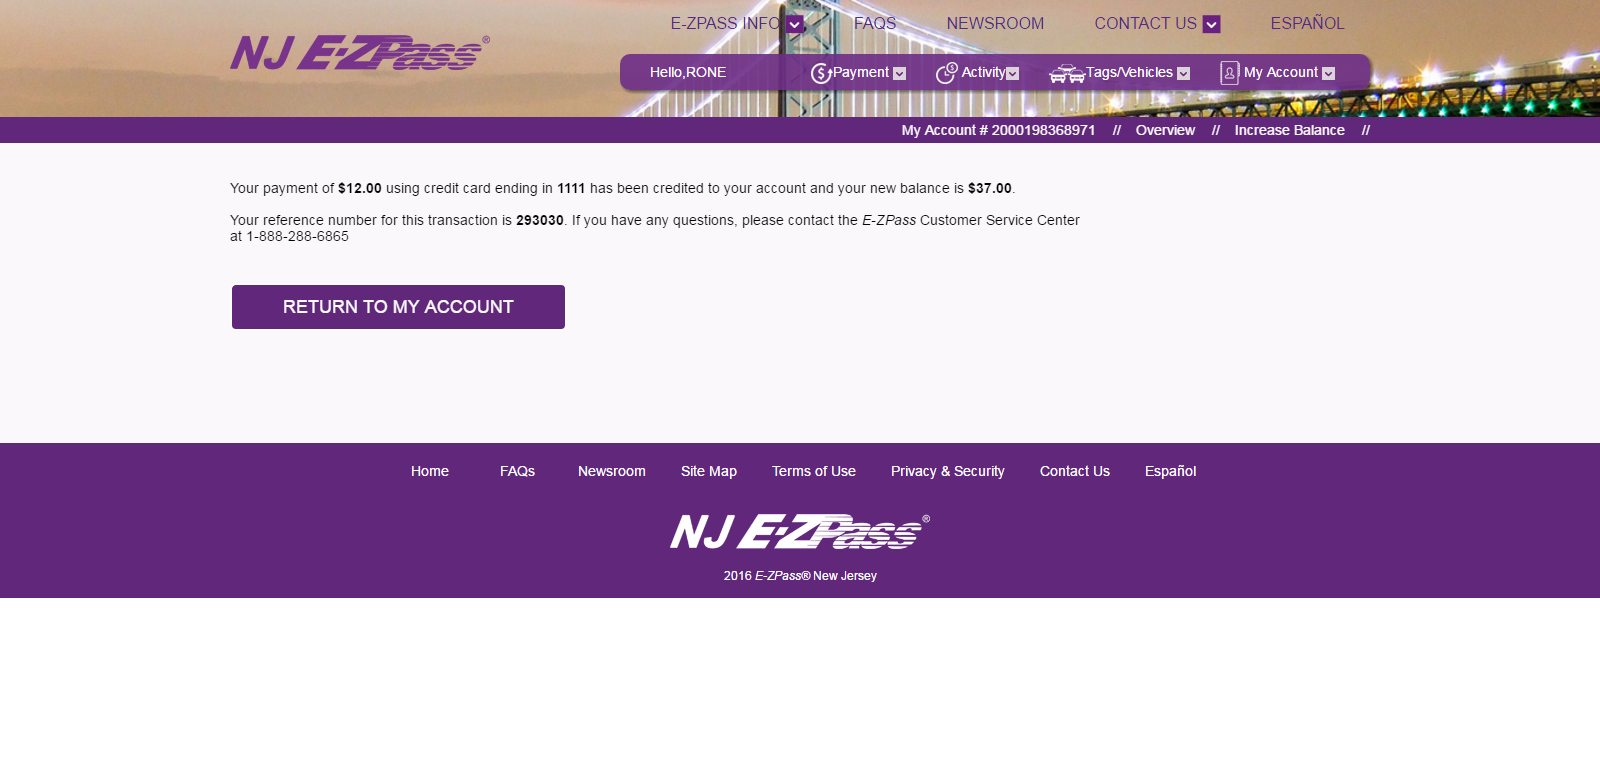 E-ZPASS INFO FAQS NEWSROOM CONTACT US ESPAÑOL
NJ E-ZPass®
Hello,RONE Payment Activity Tags/Vehicles My Account
My Account # 2000198368971 // Overview // Increase Balance //
Your payment of $12.00 using credit card ending in 1111 has been credited to your account and your new balance is $37.00.
Your reference number for this transaction is 293030. If you have any questions, please contact the E-ZPass Customer Service Center
at 1-888-288-6865
RETURN TO MY ACCOUNT
Home FAQs Newsroom Site Map Terms of Use Privacy & Security Contact Us Español
NJ E-ZPass®
2016 E-ZPass® New Jersey